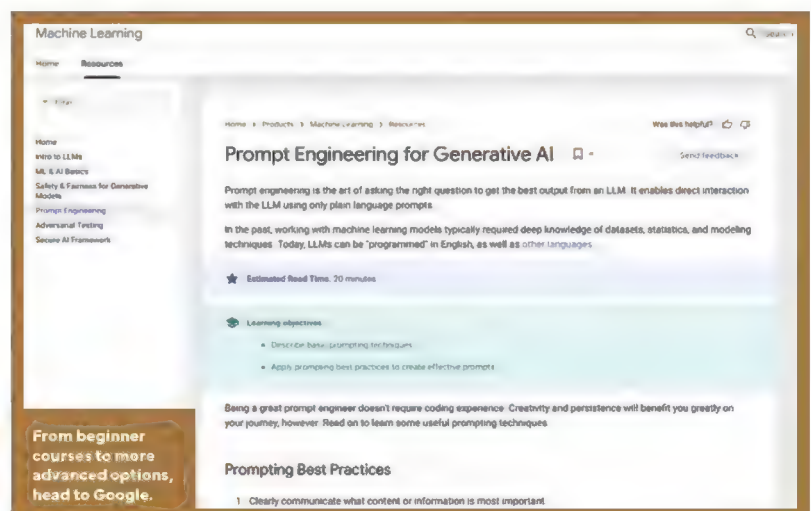 Machine Learning
Home Resources
Filter
Home
Intro to LLMs
ML & AI Basics
Safety & Fairness for Generative
Models
Prompt Engineering
Adversarial Testing
Secure AI Framework
Home > Products > Machine Learning > Resources
Was this helpful?
Prompt Engineering for Generative AI
Send feedback
Prompt engineering is the art of asking the right question to get the best output from an LLM. It enables direct interaction
with the LLM using only plain language prompts.
In the past, working with machine learning models typically required deep knowledge of datasets, statistics, and modeling
techniques. Today, LLMs can be "programmed" in English, as well as other languages.
Estimated Read Time: 20 minutes
Learning objectives
• Describe basic prompting techniques
• Apply prompting best practices to create effective prompts
Being a great prompt engineer doesn't require coding experience. Creativity and persistence will benefit you greatly on
your journey, however. Read on to learn some useful prompting techniques.
Prompting Best Practices
1 Clearly communicate what content or information is most important.
From beginner
courses to more
advanced options,
head to Google.